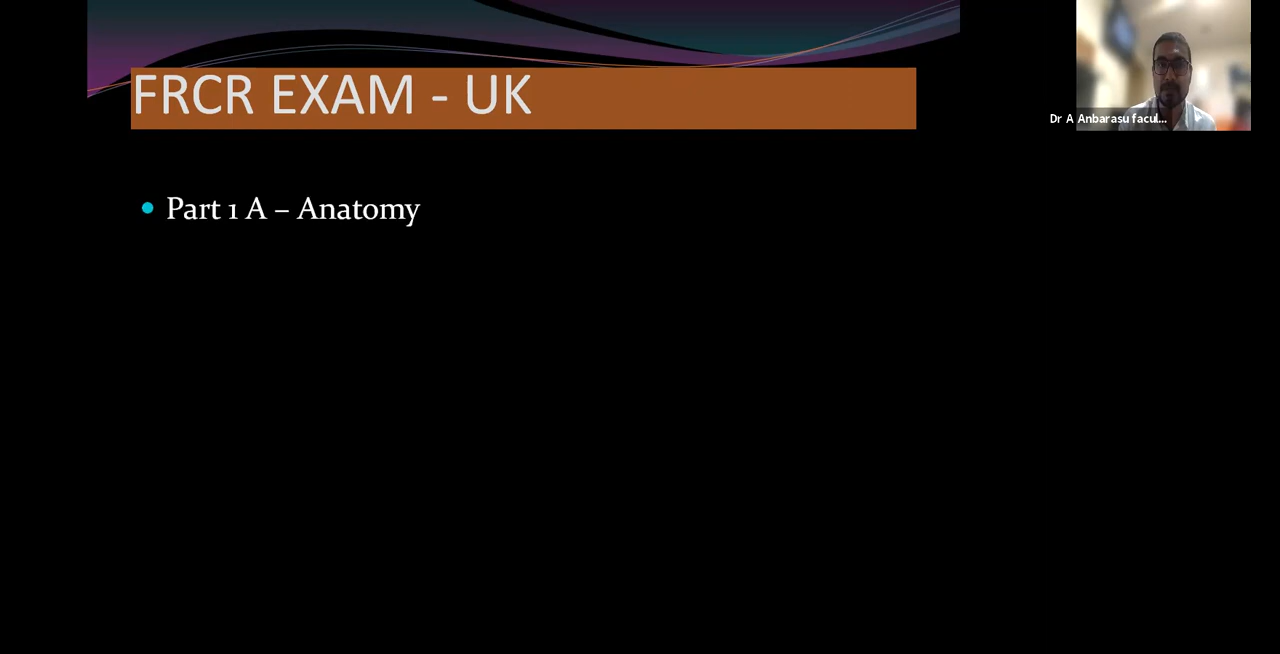 FRCR EXAM - UK
Dr A Anbarasu facul...
Part 1 A – Anatomy